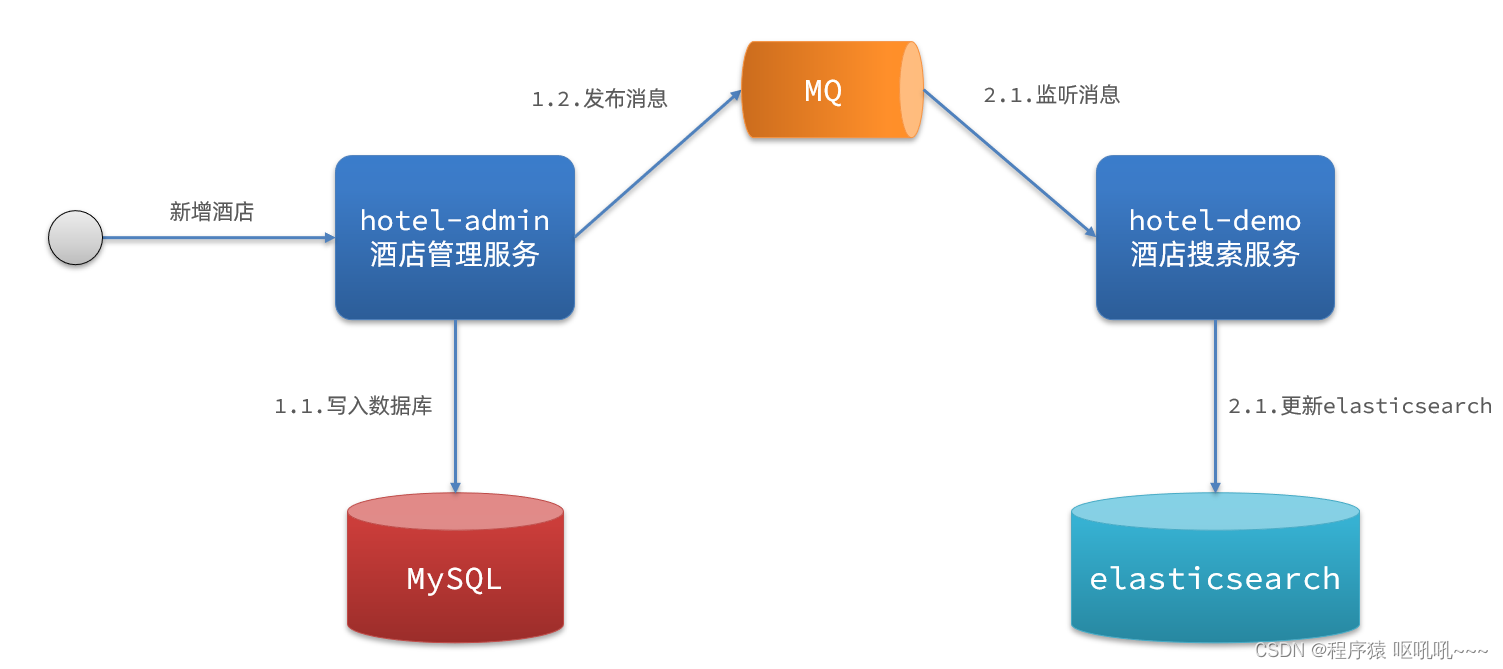 MQ
1.2.发布消息
2.1.监听消息
新增酒店
hotel-admin
酒店管理服务
hotel-demo
酒店搜索服务
1.1.写入数据库
2.1.更新elasticsearch
MySQL
elasticsearch
CSDN @程序猿 呕吼吼~~~